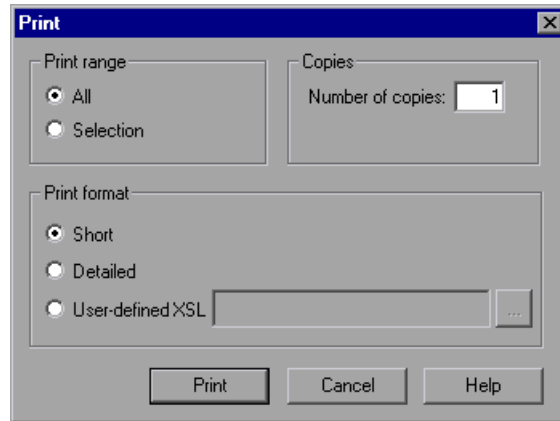 Print
Print range
All
Selection
Copies
Number of copies: 1
Print format
Short
Detailed
User-defined XSL ...
Print Cancel Help